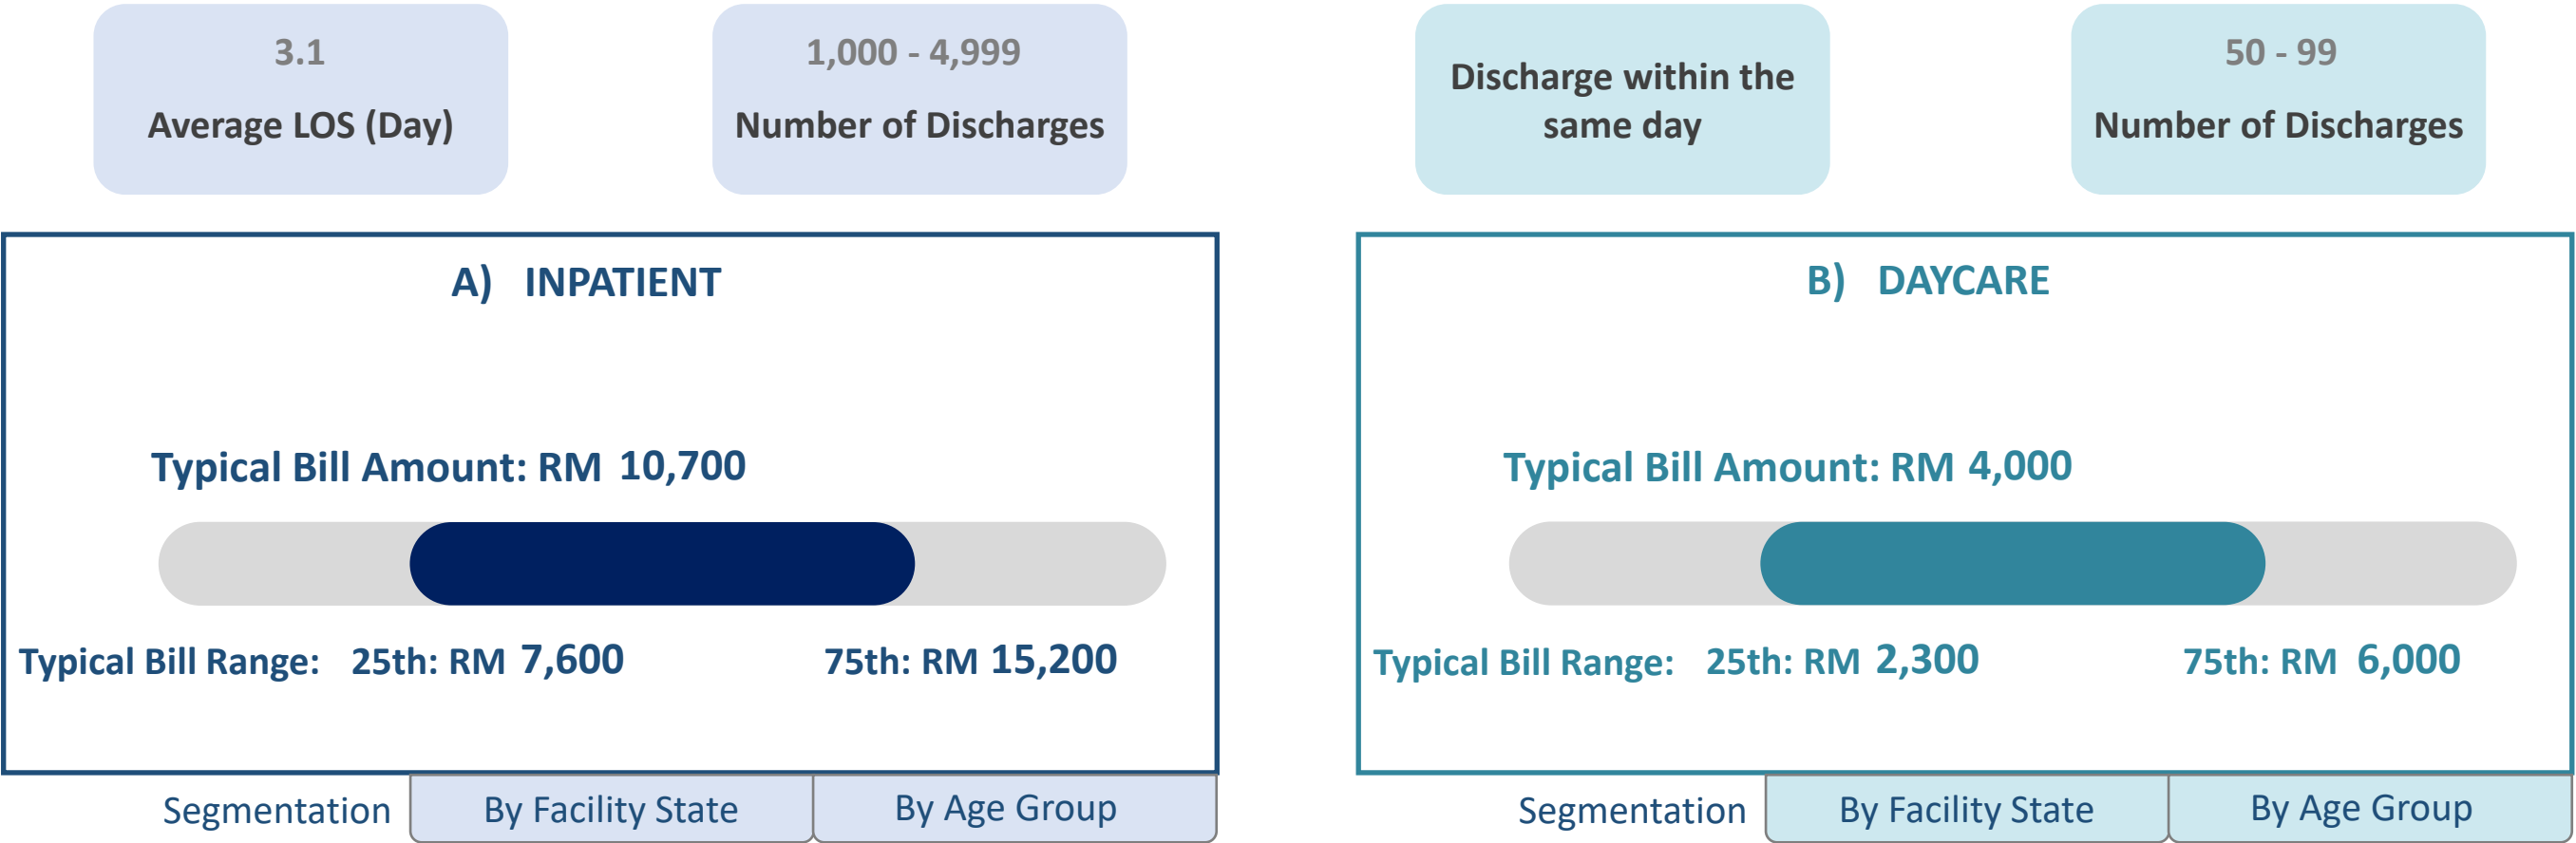 3.1
Average LOS (Day)
1,000 - 4,999
Number of Discharges
Discharge within the
same day
50 - 99
Number of Discharges
A) INPATIENT
Typical Bill Amount: RM 10,700
Typical Bill Range: 25th: RM 7,600 75th: RM 15,200
Segmentation By Facility State By Age Group
B) DAYCARE
Typical Bill Amount: RM 4,000
Typical Bill Range: 25th: RM 2,300 75th: RM 6,000
Segmentation By Facility State By Age Group